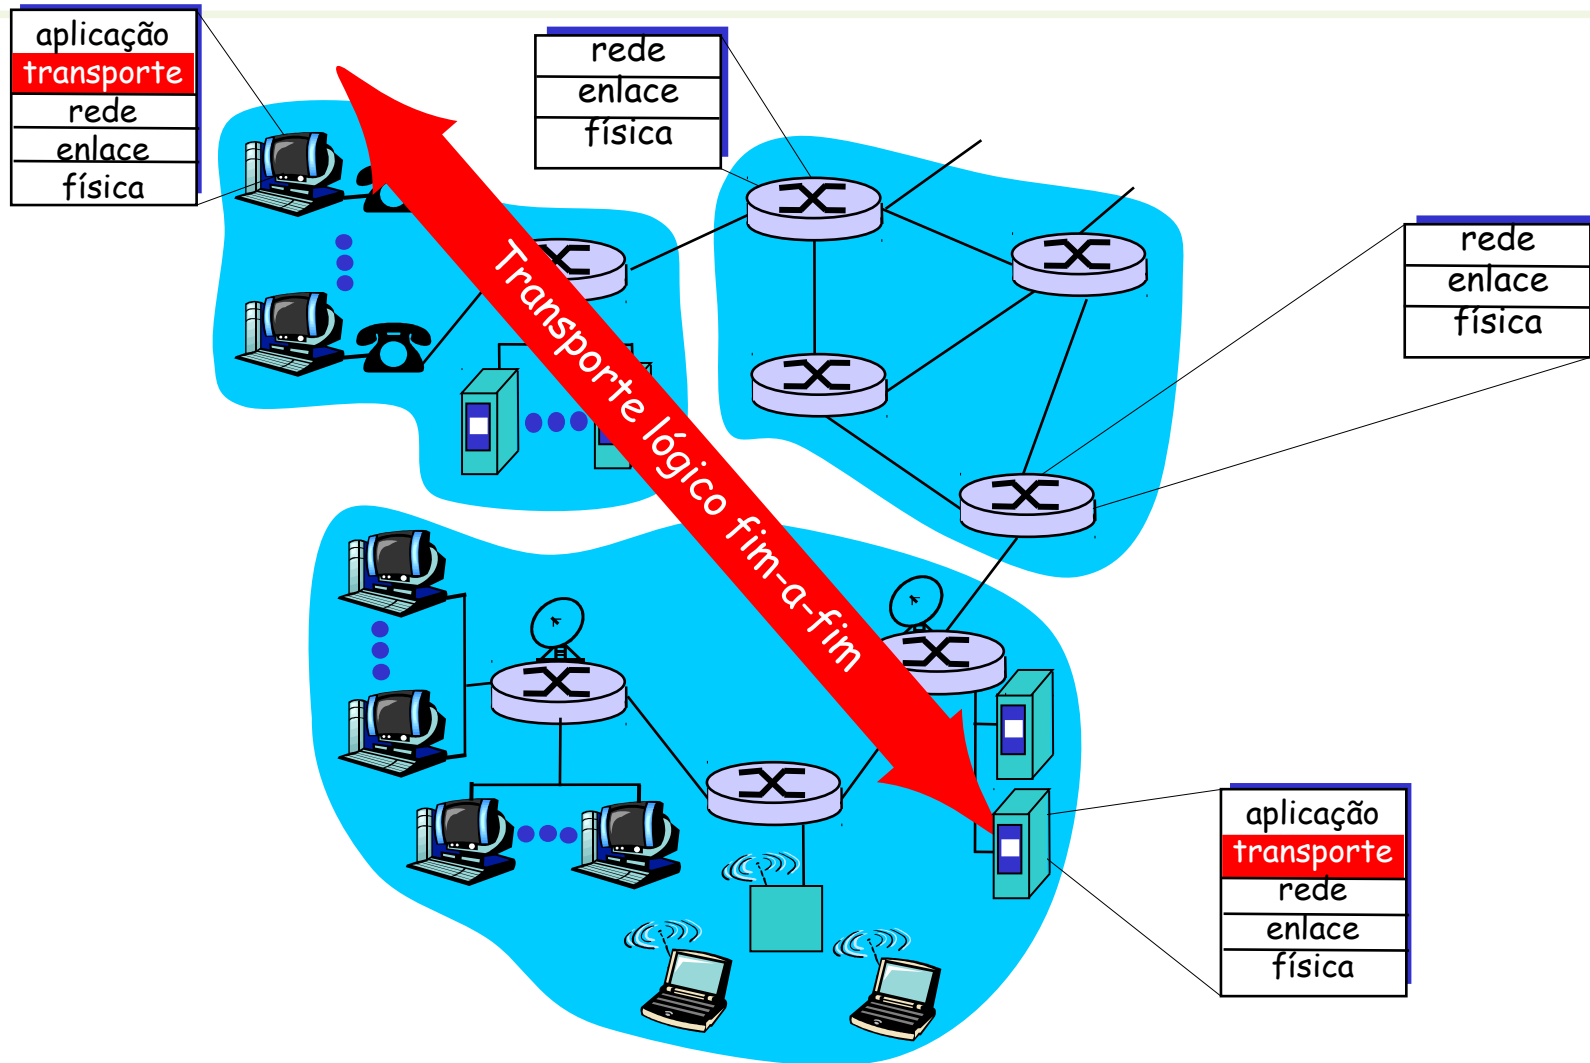 aplicação
transporte
rede
enlace
física
rede
enlace
física
rede
enlace
física
Transporte lógico fim-a-fim
aplicação
transporte
rede
enlace
física